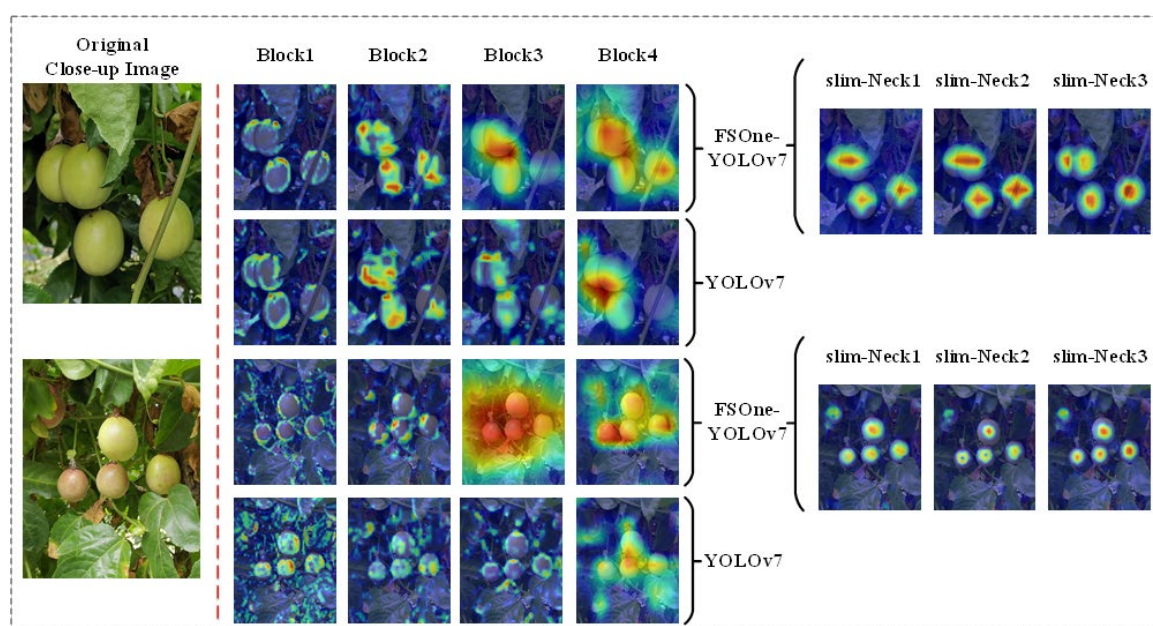 Original
Close-up Image
Block1
Block2
Block3
Block4
slim-Neck1
slim-Neck2
slim-Neck3
FSOne-
YOLOv7
YOLOv7
slim-Neck1
slim-Neck2
slim-Neck3
FSOne-
YOLOv7
YOLOv7